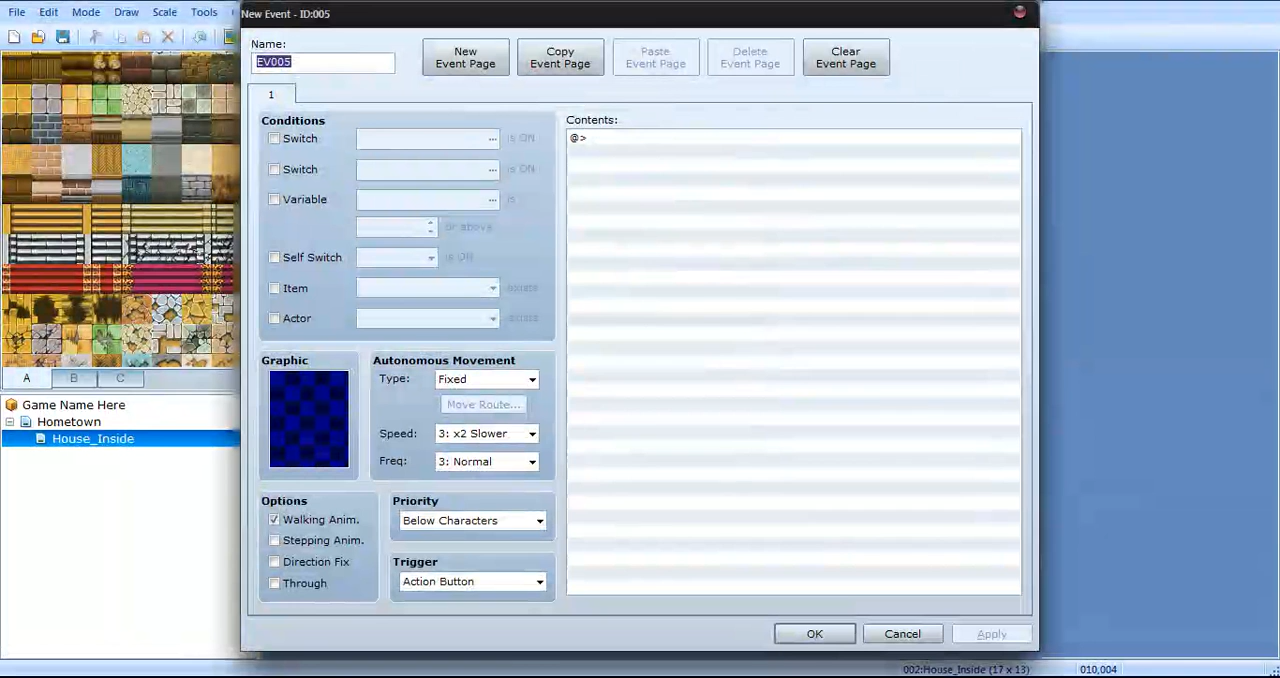 File Edit Mode Draw Scale Tools
New Event - ID:005
Name:
EV005
New
Event Page
Copy
Event Page
Paste
Event Page
Delete
Event Page
Clear
Event Page
1
Conditions
Switch ... is ON
Switch ... is ON
Variable ... is
or above
Self Switch is ON
Item exists
Actor exists
Graphic
Autonomous Movement
Type: Fixed
Move Route...
Speed: 3: x2 Slower
Freq: 3: Normal
Options
Walking Anim.
Stepping Anim.
Direction Fix
Through
Priority
Below Characters
Trigger
Action Button
Contents:
@>
OK Cancel Apply
A B C
Game Name Here
Hometown
House_Inside
002:House_Inside (17 x 13) 010,004